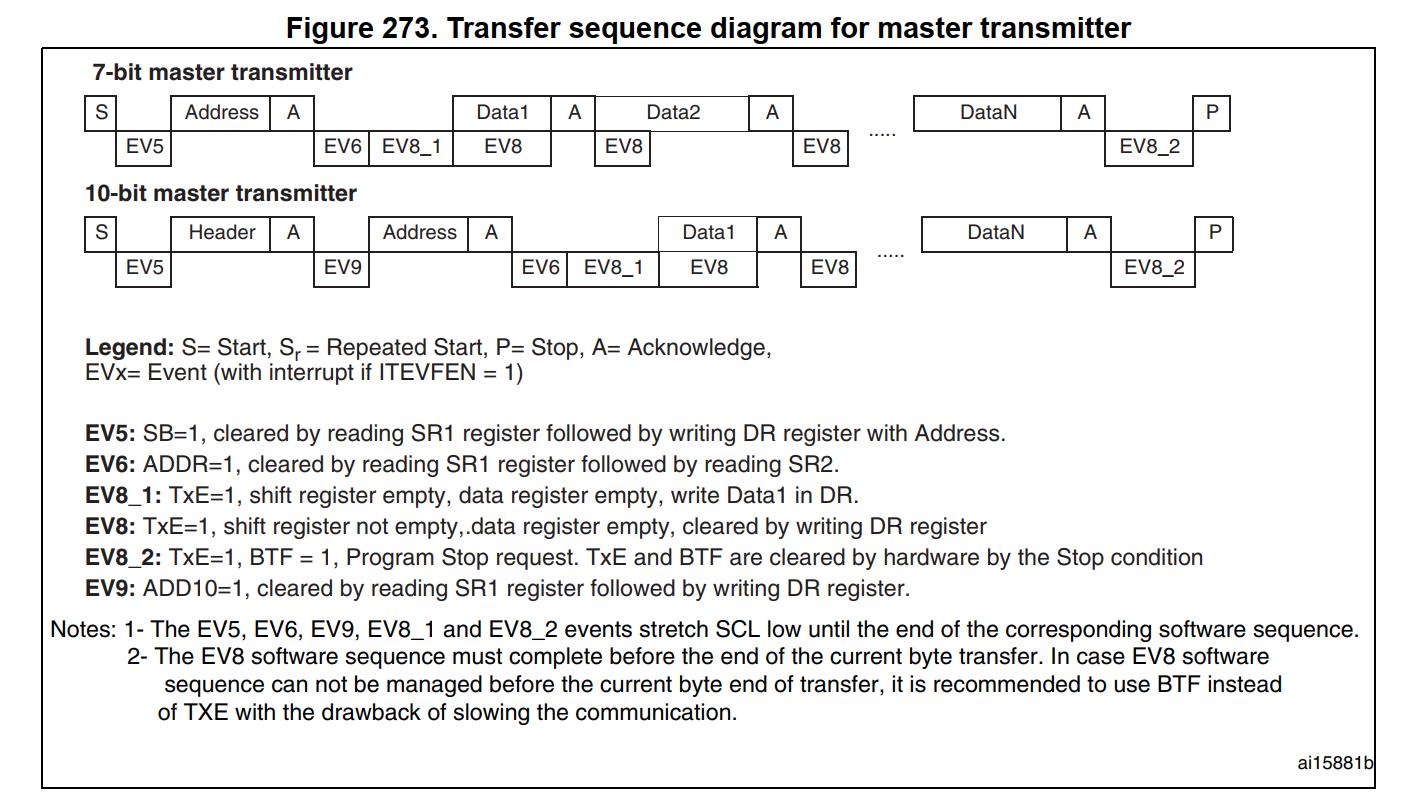 Figure 273. Transfer sequence diagram for master transmitter
7-bit master transmitter
S Address A Data1 A Data2 A ..... DataN A P
EV5 EV6 EV8_1 EV8 EV8 EV8 EV8_2
10-bit master transmitter
S Header A Address A Data1 A ..... DataN A P
EV5 EV9 EV6 EV8_1 EV8 EV8 EV8_2
Legend: S= Start, Sr = Repeated Start, P= Stop, A= Acknowledge,
EVx= Event (with interrupt if ITEVFEN = 1)
EV5: SB=1, cleared by reading SR1 register followed by writing DR register with Address.
EV6: ADDR=1, cleared by reading SR1 register followed by reading SR2.
EV8_1: TxE=1, shift register empty, data register empty, write Data1 in DR.
EV8: TxE=1, shift register not empty,.data register empty, cleared by writing DR register
EV8_2: TxE=1, BTF = 1, Program Stop request. TxE and BTF are cleared by hardware by the Stop condition
EV9: ADD10=1, cleared by reading SR1 register followed by writing DR register.
Notes: 1- The EV5, EV6, EV9, EV8_1 and EV8_2 events stretch SCL low until the end of the corresponding software sequence.
2- The EV8 software sequence must complete before the end of the current byte transfer. In case EV8 software
sequence can not be managed before the current byte end of transfer, it is recommended to use BTF instead
of TXE with the drawback of slowing the communication.
ai15881b